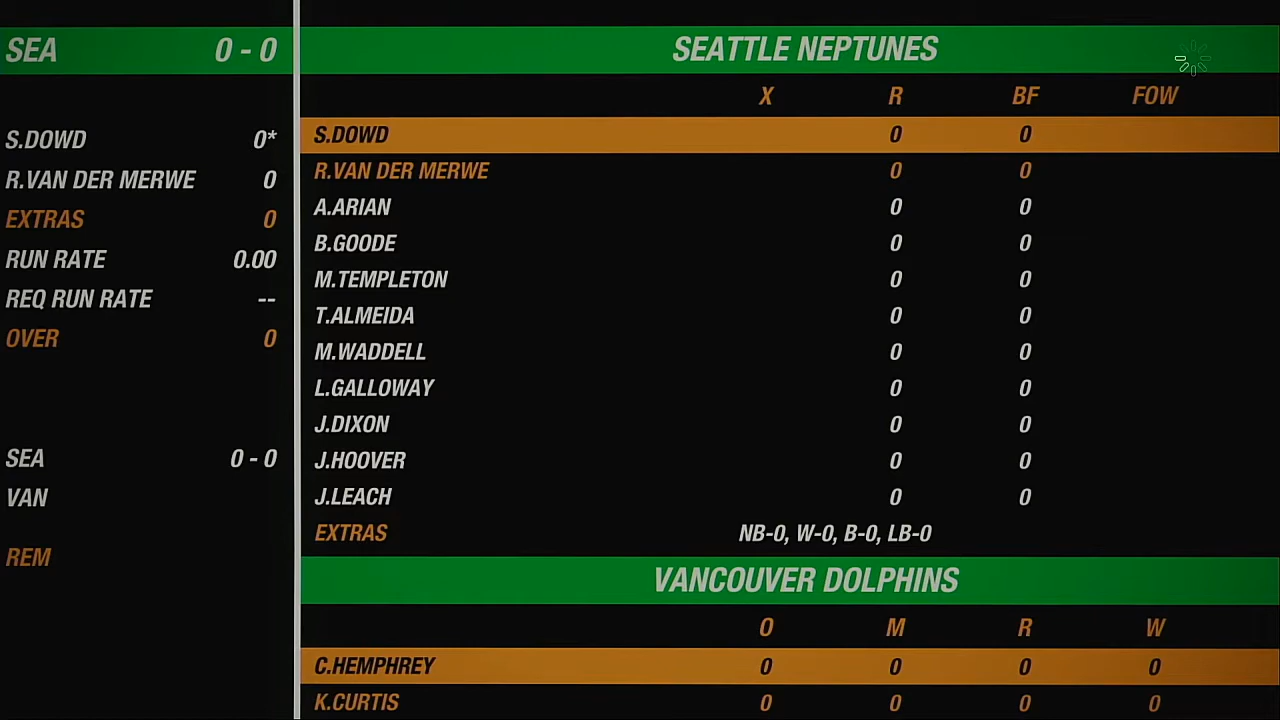 SEA 0 - 0
S.DOWD 0*
R.VAN DER MERWE 0
EXTRAS 0
RUN RATE 0.00
REQ RUN RATE --
OVER 0
SEA 0 - 0
VAN
REM
SEATTLE NEPTUNES
X R BF FOW
S.DOWD 0 0
R.VAN DER MERWE 0 0
A.ARIAN 0 0
B.GOODE 0 0
M.TEMPLETON 0 0
T.ALMEIDA 0 0
M.WADDELL 0 0
L.GALLOWAY 0 0
J.DIXON 0 0
J.HOOVER 0 0
J.LEACH 0 0
EXTRAS NB-0, W-0, B-0, LB-0
VANCOUVER DOLPHINS
O M R W
C.HEMPHREY 0 0 0 0
K.CURTIS 0 0 0 0